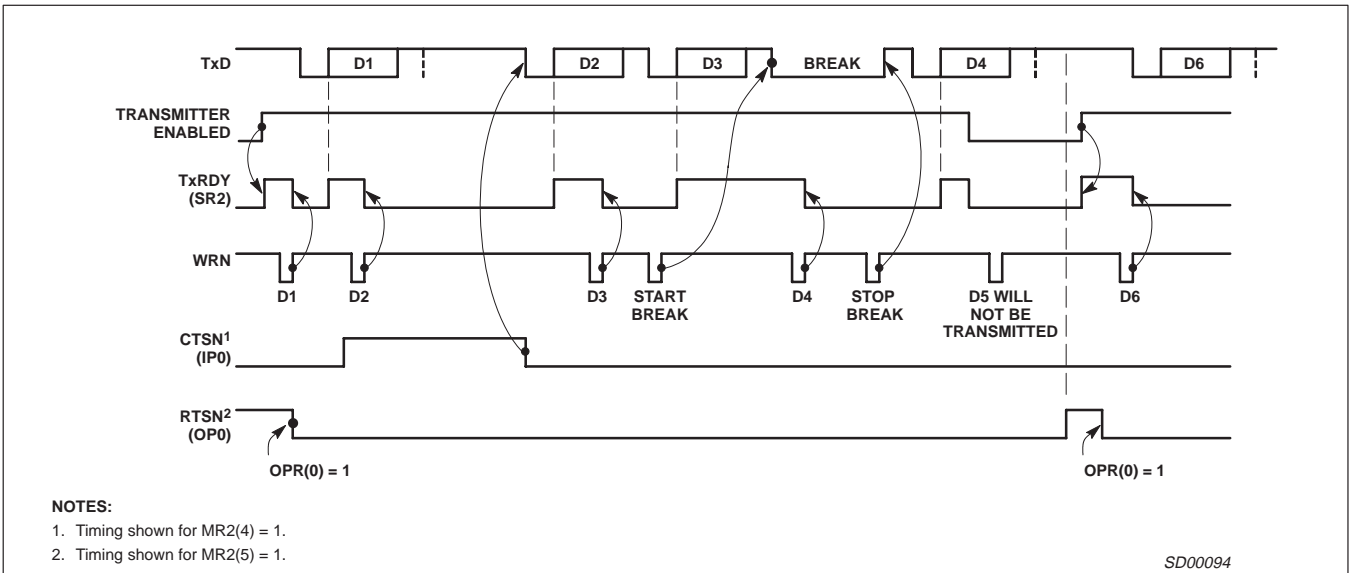 TxD D1 D2 D3 BREAK D4 D6
TRANSMITTER
ENABLED
TxRDY
(SR2)
WRN
D1 D2 D3 START
BREAK D4 STOP
BREAK D5 WILL
NOT BE
TRANSMITTED D6
CTSN1
(IP0)
RTSN2
(OP0)
OPR(0) = 1 OPR(0) = 1
NOTES:
1. Timing shown for MR2(4) = 1.
2. Timing shown for MR2(5) = 1.
SD00094